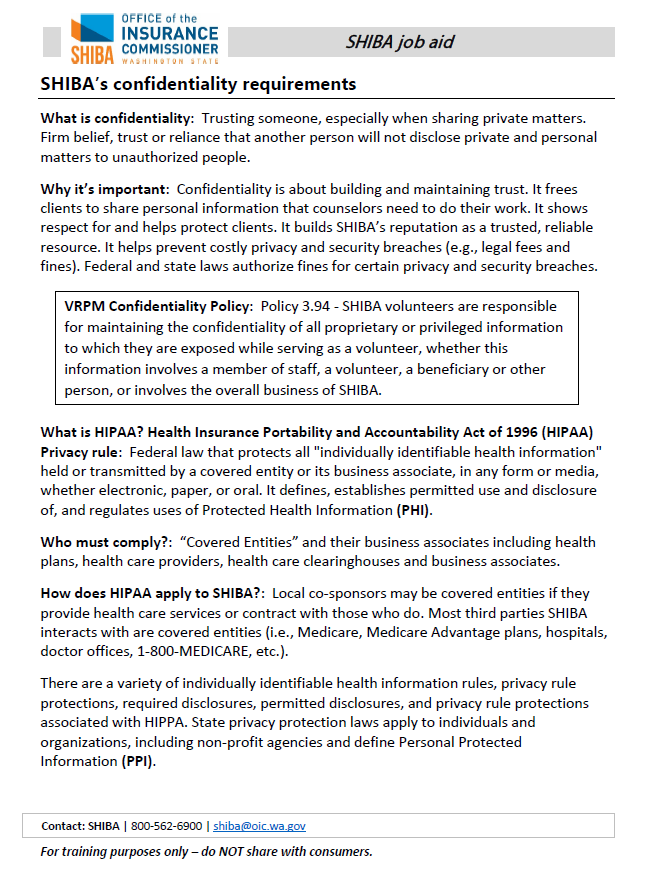 OFFICE of the
INSURANCE
COMMISSIONER
SHIBA WASHINGTON STATE
SHIBA job aid
SHIBA's confidentiality requirements
What is confidentiality: Trusting someone, especially when sharing private matters.
Firm belief, trust or reliance that another person will not disclose private and personal
matters to unauthorized people.
Why it's important: Confidentiality is about building and maintaining trust. It frees
clients to share personal information that counselors need to do their work. It shows
respect for and helps protect clients. It builds SHIBA's reputation as a trusted, reliable
resource. It helps prevent costly privacy and security breaches (e.g., legal fees and
fines). Federal and state laws authorize fines for certain privacy and security breaches.
VRPM Confidentiality Policy: Policy 3.94 - SHIBA volunteers are responsible
for maintaining the confidentiality of all proprietary or privileged information
to which they are exposed while serving as a volunteer, whether this
information involves a member of staff, a volunteer, a beneficiary or other
person, or involves the overall business of SHIBA.
What is HIPAA? Health Insurance Portability and Accountability Act of 1996 (HIPAA)
Privacy rule: Federal law that protects all "individually identifiable health information"
held or transmitted by a covered entity or its business associate, in any form or media,
whether electronic, paper, or oral. It defines, establishes permitted use and disclosure
of, and regulates uses of Protected Health Information (PHI).
Who must comply?: “Covered Entities” and their business associates including health
plans, health care providers, health care clearinghouses and business associates.
How does HIPAA apply to SHIBA?: Local co-sponsors may be covered entities if they
provide health care services or contract with those who do. Most third parties SHIBA
interacts with are covered entities (i.e., Medicare, Medicare Advantage plans, hospitals,
doctor offices, 1-800-MEDICARE, etc.).
There are a variety of individually identifiable health information rules, privacy rule
protections, required disclosures, permitted disclosures, and privacy rule protections
associated with HIPPA. State privacy protection laws apply to individuals and
organizations, including non-profit agencies and define Personal Protected
Information (PPI).
Contact: SHIBA | 800-562-6900 | shiba@oic.wa.gov
For training purposes only – do NOT share with consumers.